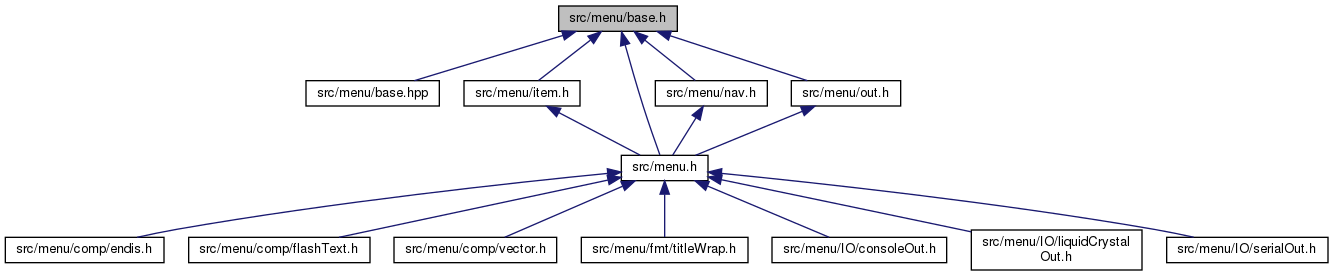 src/menu/base.h
src/menu/base.hpp
src/menu/item.h
src/menu/nav.h
src/menu/out.h
src/menu.h
src/menu/comp/endis.h
src/menu/comp/flashText.h
src/menu/comp/vector.h
src/menu/fmt/titleWrap.h
src/menu/IO/consoleOut.h
src/menu/IO/liquidCrystal
Out.h
src/menu/IO/serialOut.h